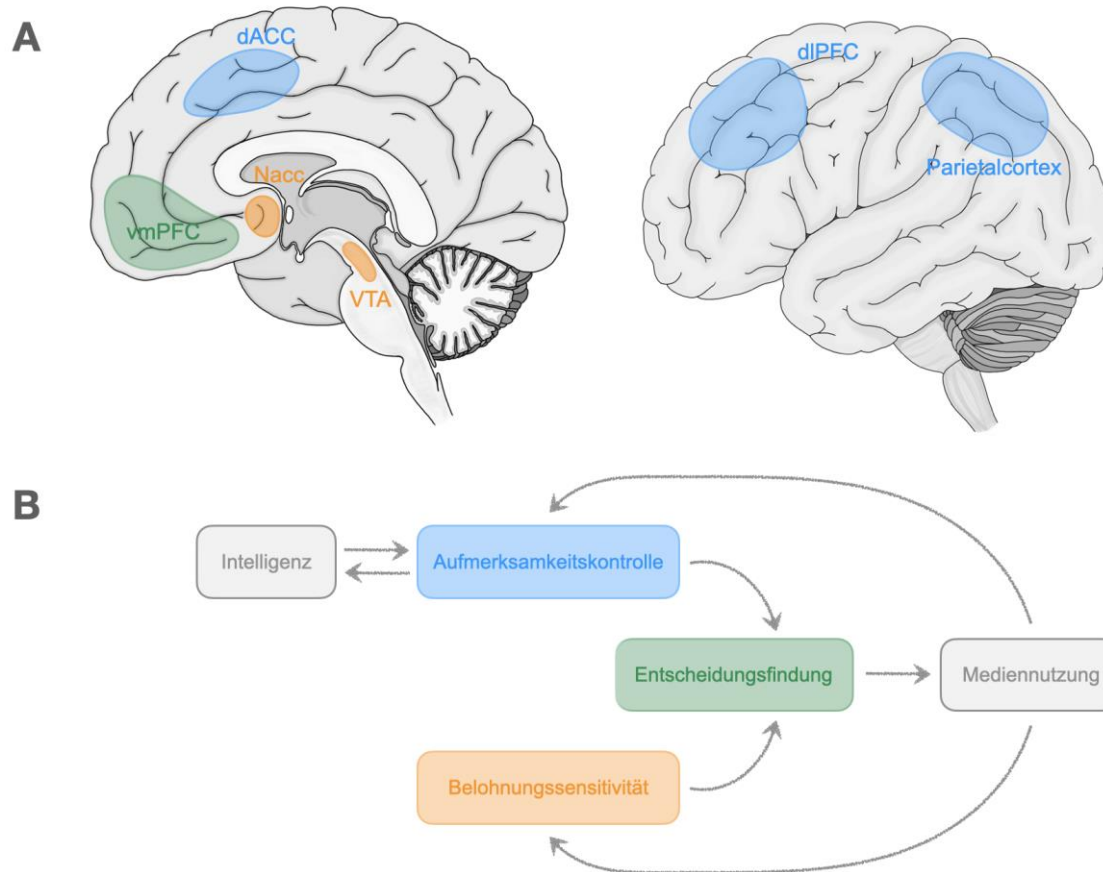 A
dACC
Nacc
vmPFC
VTA
dlPFC
Parietalcortex
B
Intelligenz
Aufmerksamkeitskontrolle
Entscheidungsfindung
Mediennutzung
Belohnungssensitivität